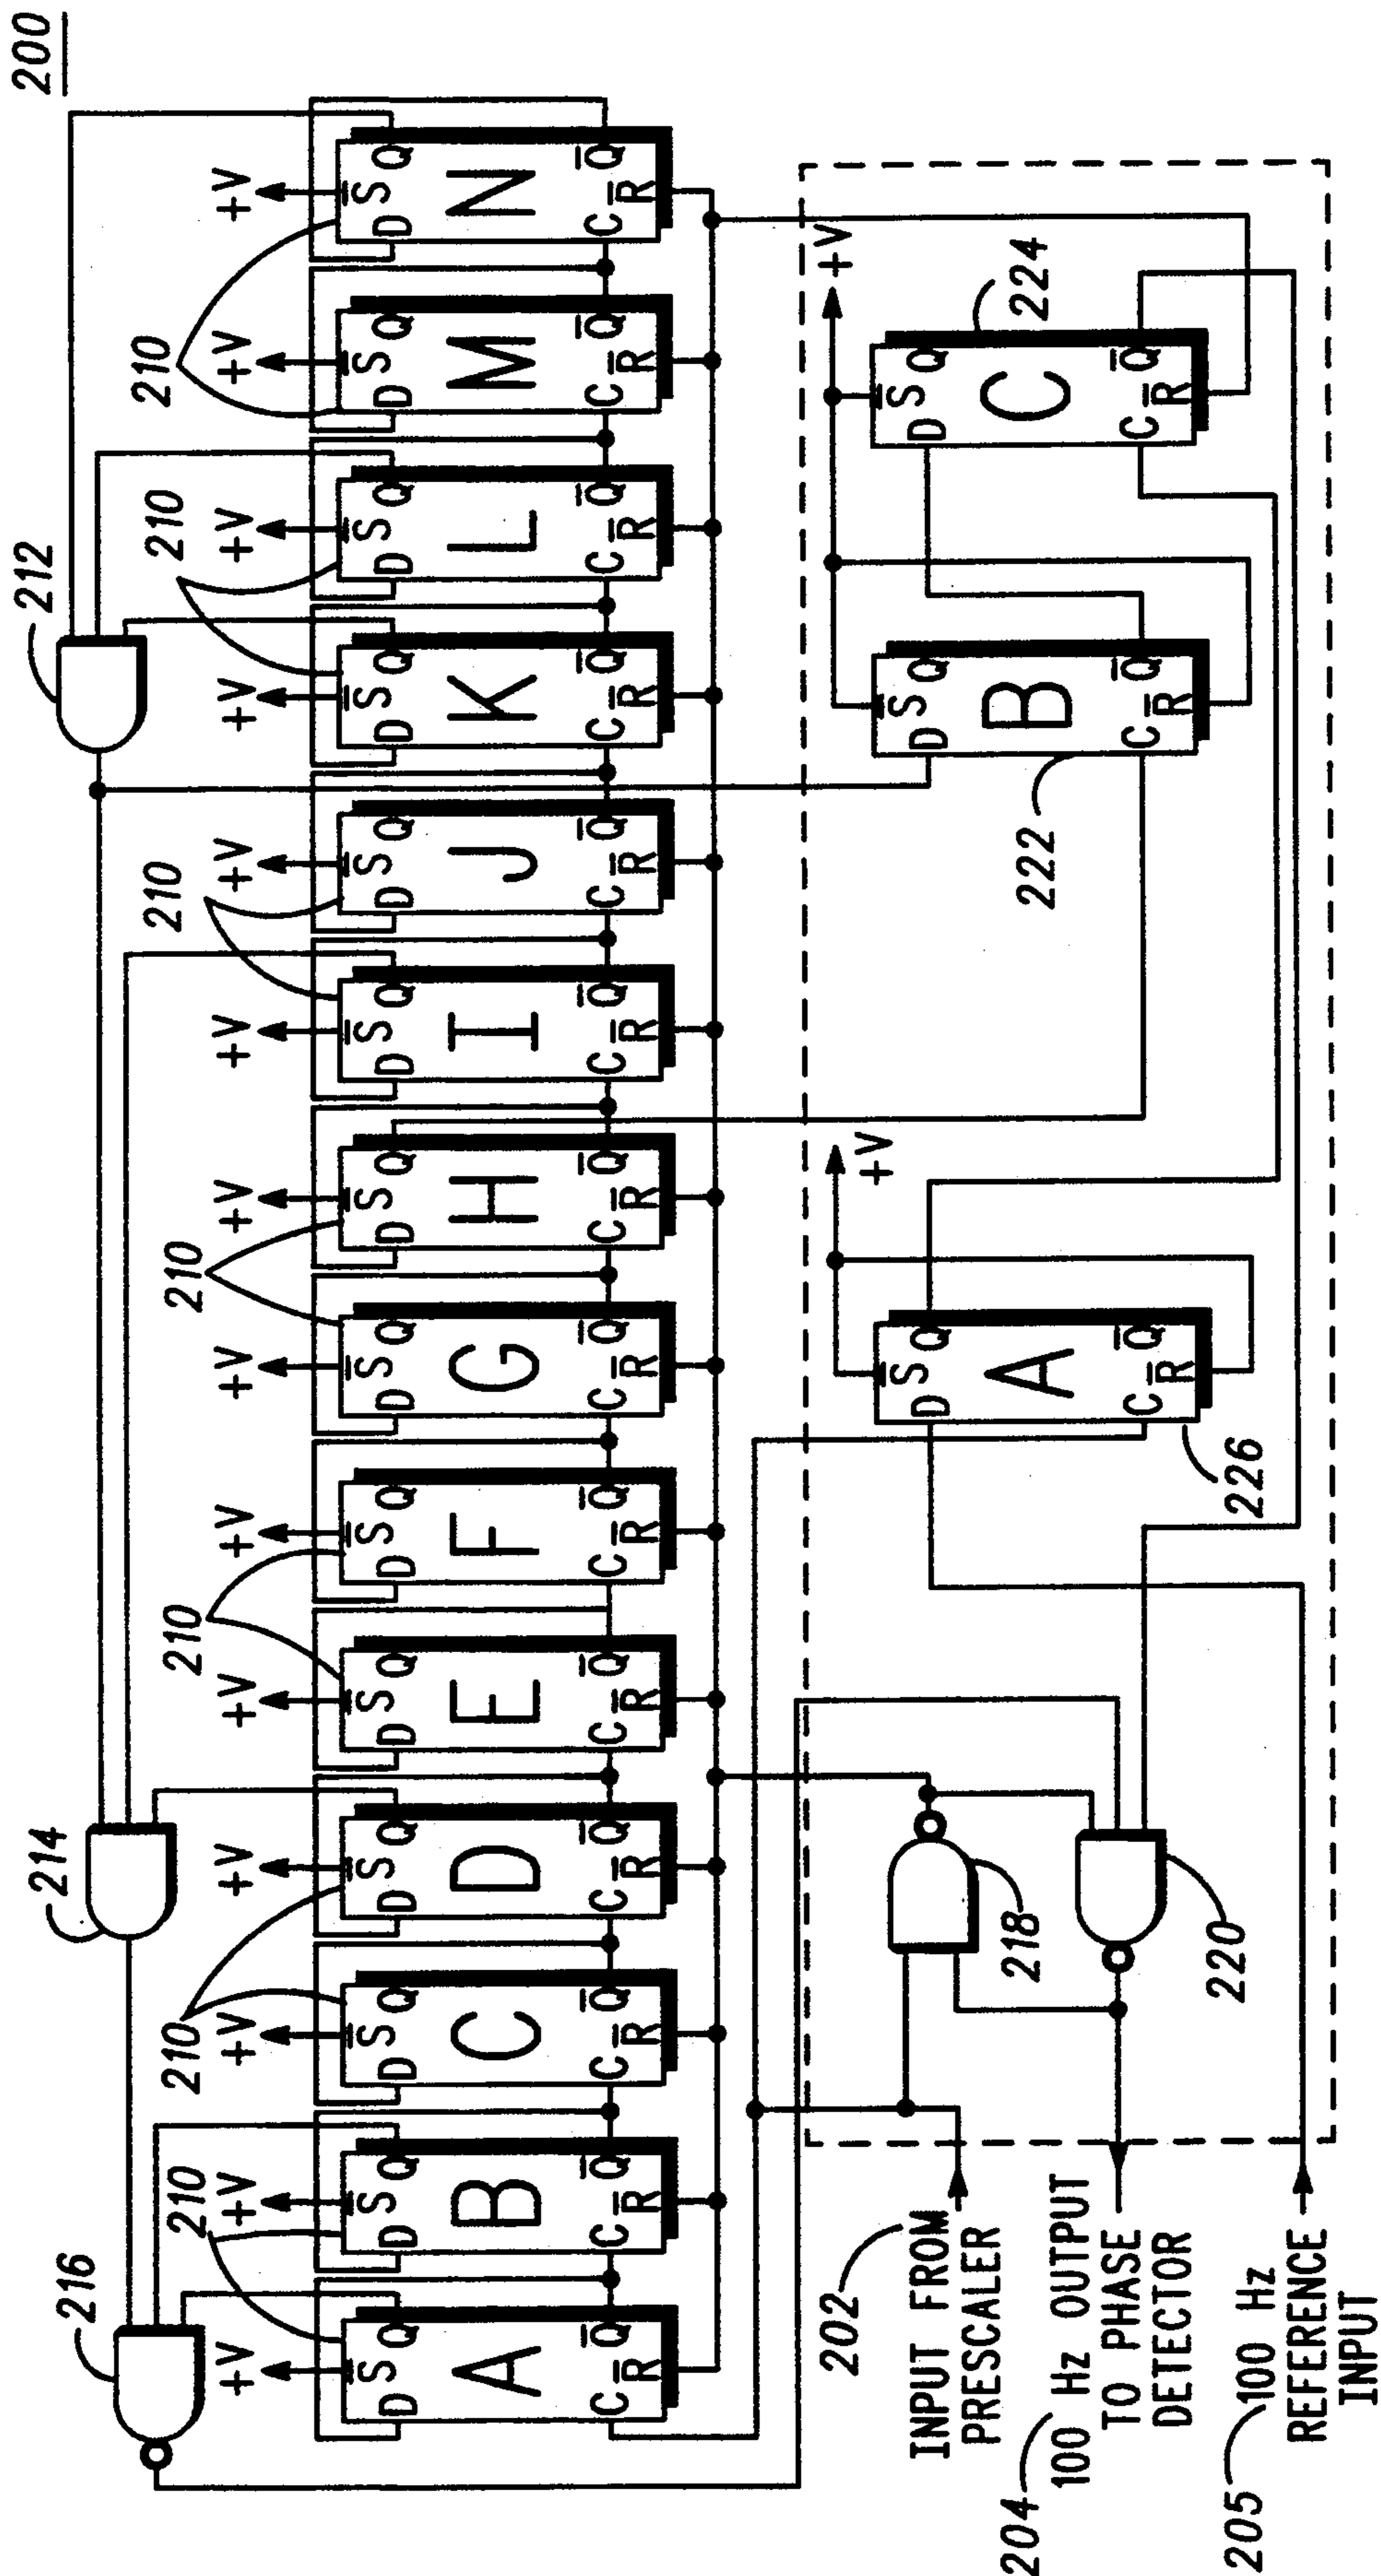 200
212
214
216
210
210
210
210
210
210
210
210
+V +V +V +V +V +V +V +V +V +V +V +V +V +V
S̄ D Q A C Q̄ R̄
S̄ D Q B C Q̄ R̄
S̄ D Q C C Q̄ R̄
S̄ D Q D C Q̄ R̄
S̄ D Q E C Q̄ R̄
S̄ D Q F C Q̄ R̄
S̄ D Q G C Q̄ R̄
S̄ D Q H C Q̄ R̄
S̄ D Q I C Q̄ R̄
S̄ D Q J C Q̄ R̄
S̄ D Q K C Q̄ R̄
S̄ D Q L C Q̄ R̄
S̄ D Q M C Q̄ R̄
S̄ D Q N C Q̄ R̄
202
INPUT FROM
PRESCALER
204
100 Hz OUTPUT
TO PHASE
DETECTOR
205
100 Hz
REFERENCE
INPUT
218
220
+V
S̄ D Q A C Q̄ R̄
226
S̄ D Q B C Q̄ R̄
222
+V
S̄ D Q C C Q̄ R̄
224